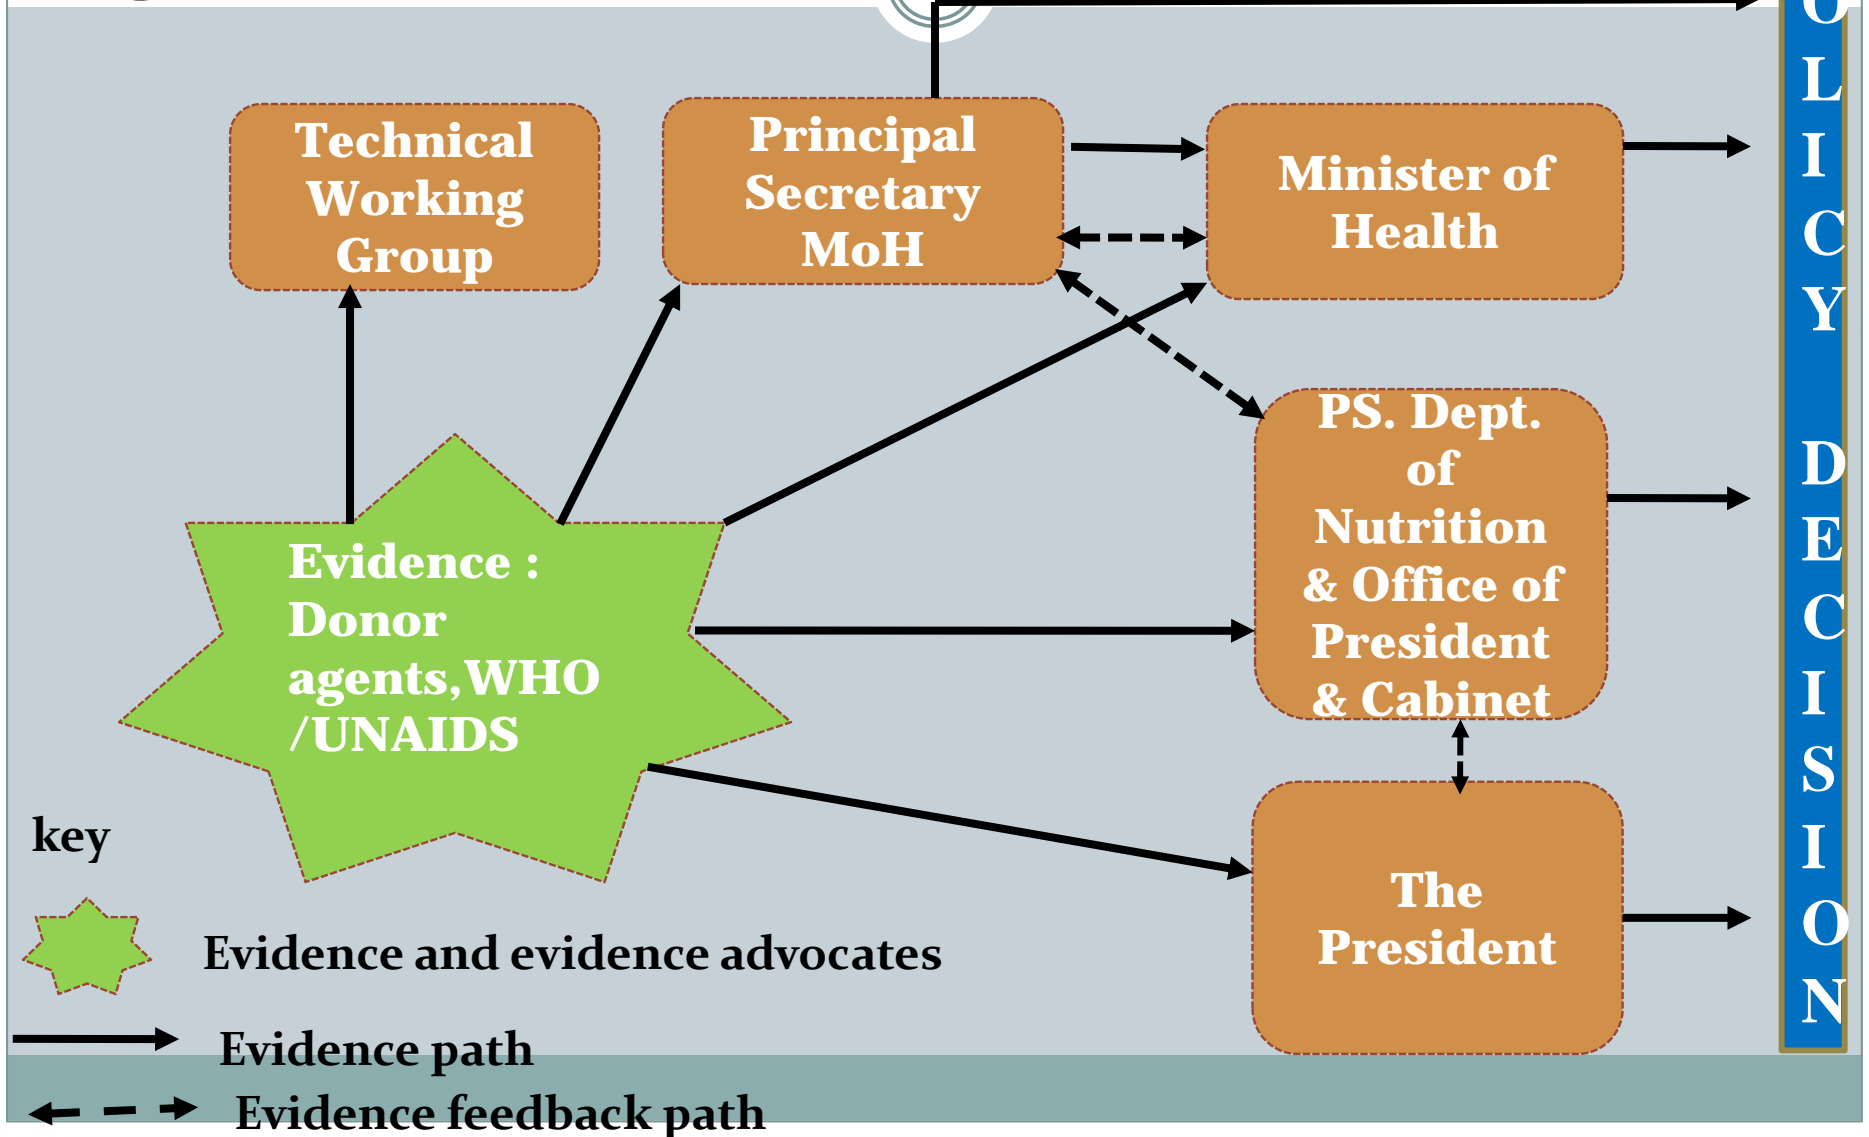 Technical
Working
Group
Principal
Secretary
MoH
Minister of
Health
PS. Dept.
of
Nutrition
& Office of
President
& Cabinet
Evidence :
Donor
agents,WHO
/UNAIDS
The
President
O
L
I
C
Y
D
E
C
I
S
I
O
N
key
Evidence and evidence advocates
Evidence path
Evidence feedback path